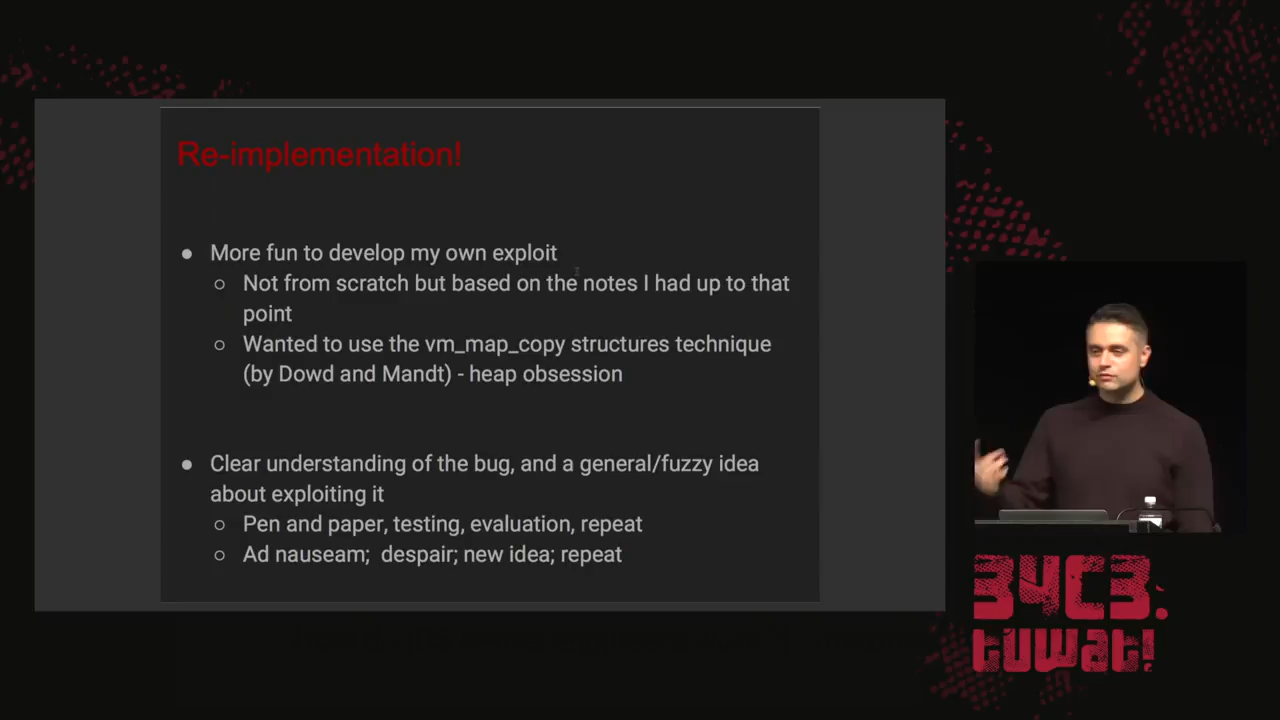 Re-implementation!
● More fun to develop my own exploit
○ Not from scratch but based on the notes I had up to that
point
○ Wanted to use the vm_map_copy structures technique
(by Dowd and Mandt) - heap obsession
● Clear understanding of the bug, and a general/fuzzy idea
about exploiting it
○ Pen and paper, testing, evaluation, repeat
○ Ad nauseam; despair; new idea; repeat
34C3.
tuwat!